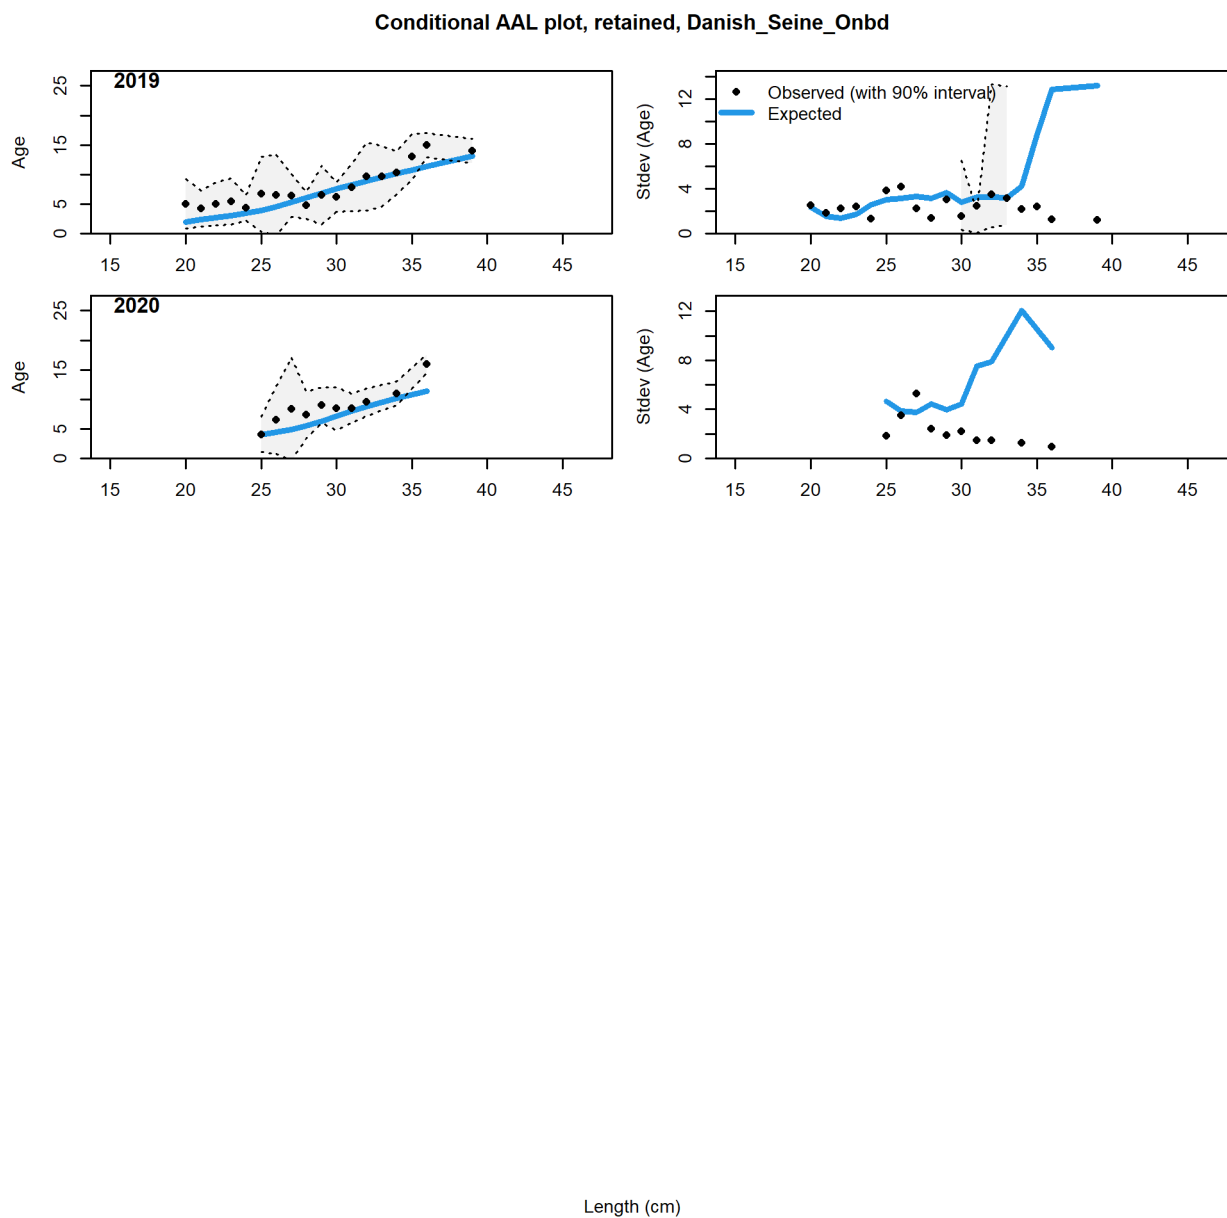 Conditional AAL plot, retained, Danish_Seine_Onbd
2019
Age
0 5 15 25
15 20 25 30 35 40 45
Observed (with 90% interval)
Expected
Stdev (Age)
0 4 8 12
15 20 25 30 35 40 45
2020
Age
0 5 15 25
15 20 25 30 35 40 45
Stdev (Age)
0 4 8 12
15 20 25 30 35 40 45
Length (cm)